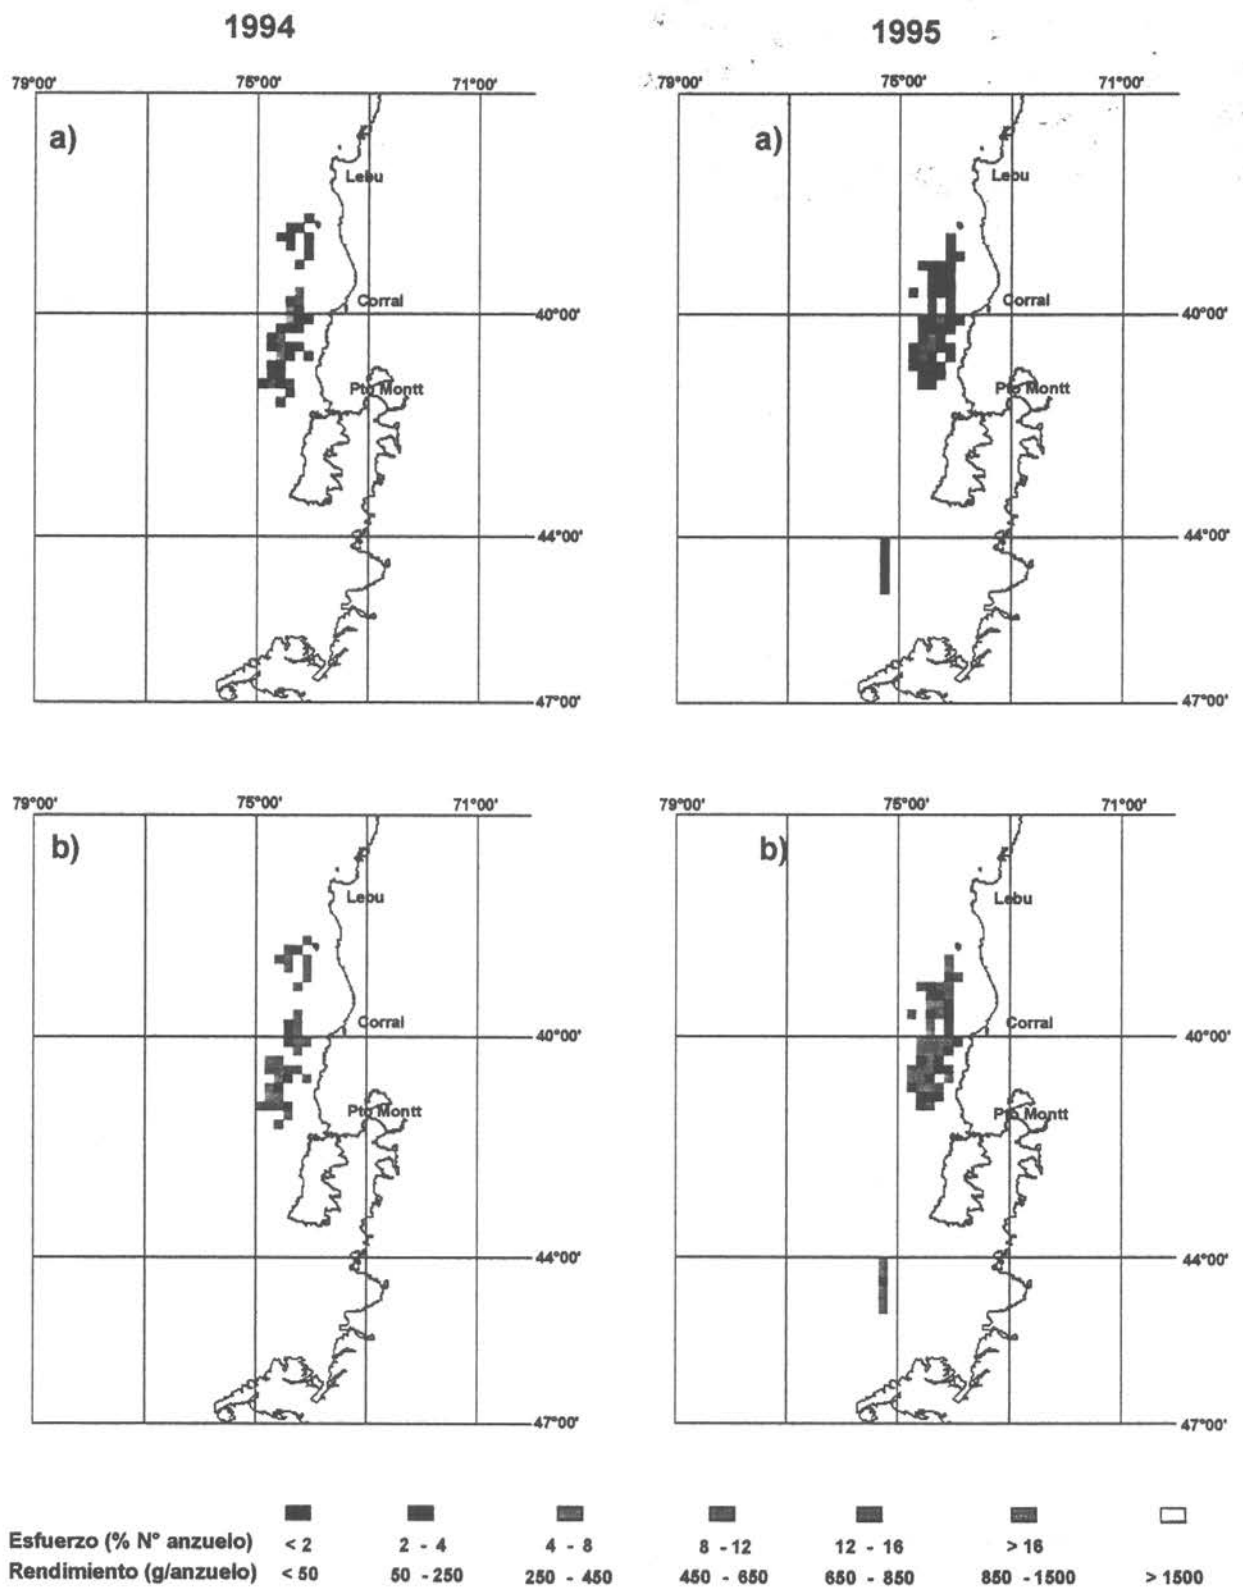 1994
1995
79°00'
75°00'
71°00'
79°00'
75°00'
71°00'
a)
a)
Lebu
Lebu
Corral
Corral
40°00'
40°00'
Pto Montt
Pto Montt
44°00'
44°00'
47°00'
47°00'
79°00'
75°00'
71°00'
79°00'
75°00'
71°00'
b)
b)
Lebu
Lebu
Corral
Corral
40°00'
40°00'
Pto Montt
Pto Montt
44°00'
44°00'
47°00'
47°00'
Esfuerzo (% N° anzuelo) < 2 2 - 4 4 - 8 8 - 12 12 - 16 > 16
Rendimiento (g/anzuelo) < 50 50 - 250 250 - 450 450 - 650 650 - 850 850 - 1500 > 1500